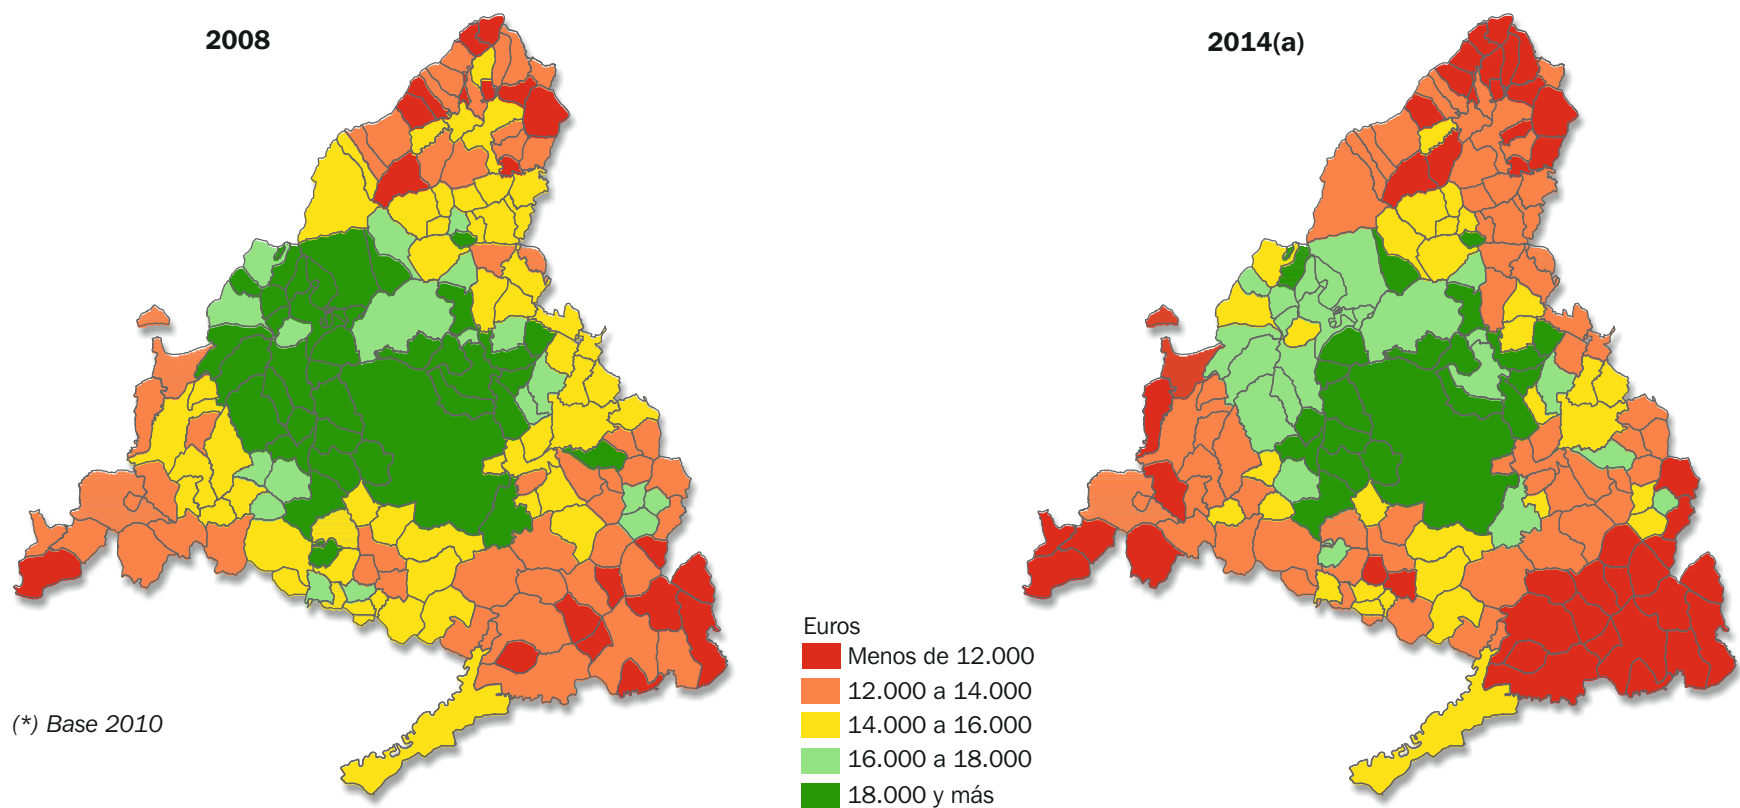 2008
2014(a)
Euros
Menos de 12.000
12.000 a 14.000
14.000 a 16.000
16.000 a 18.000
18.000 y más
(*) Base 2010